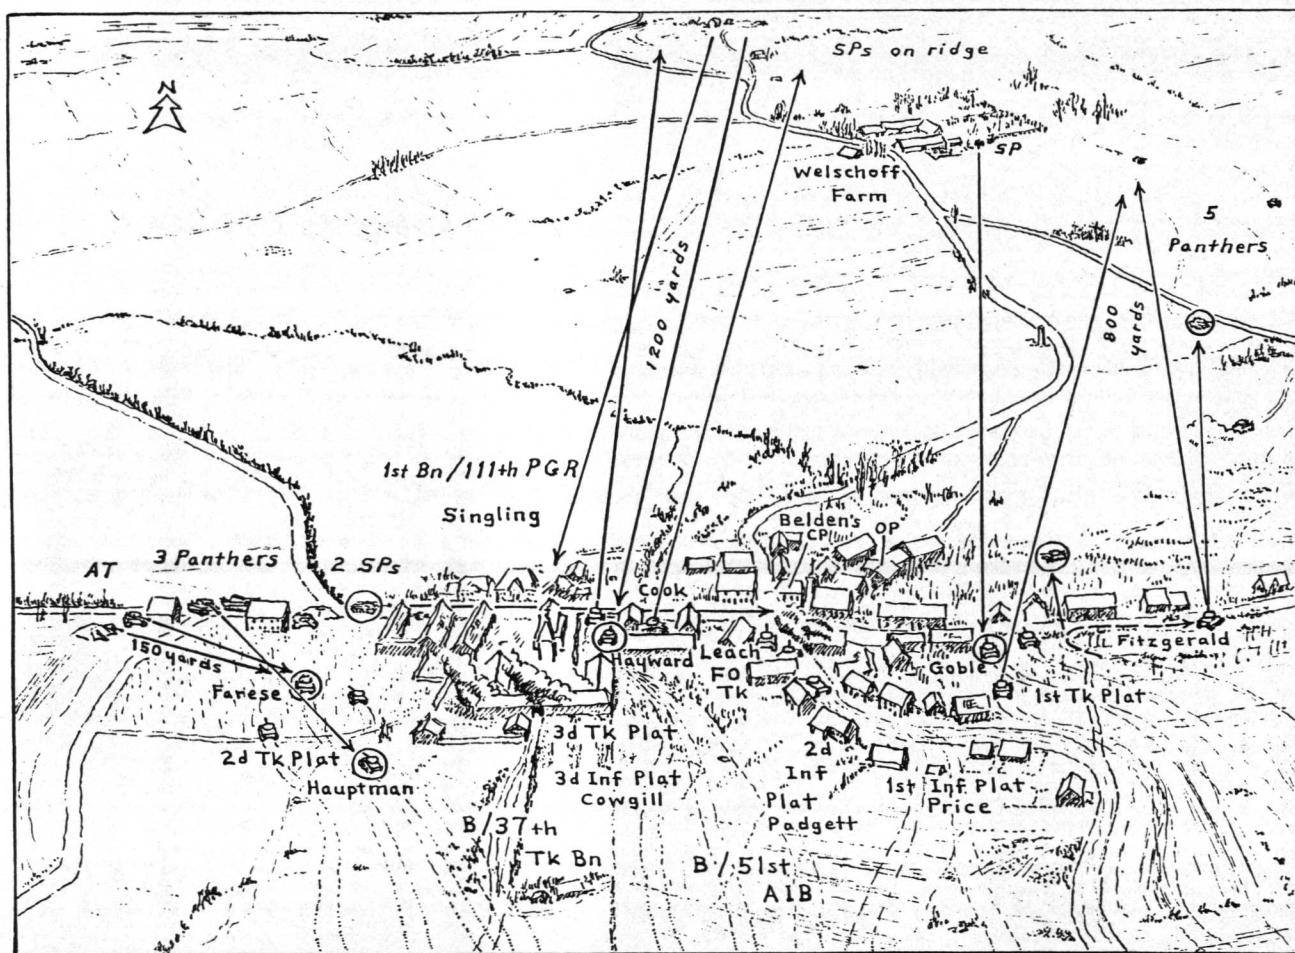 N
SPs on ridge
SP
Welschoff
Farm
5
Panthers
1200 yards
800
yards
1st Bn/111th PGR
Singling
Belden's
CP
OP
AT
3 Panthers
2 SPs
Cook
150 yards
Hayward
Leach
FO
Tk
Goble
Fitzgerald
Farese
1st Tk Plat
2d Tk Plat
Hauptman
3d Tk Plat
3d Inf Plat
Cowgill
2d
Inf
Plat
Padgett
1st Inf Plat
Price
B/37th
Tk Bn
B/51st
AIB